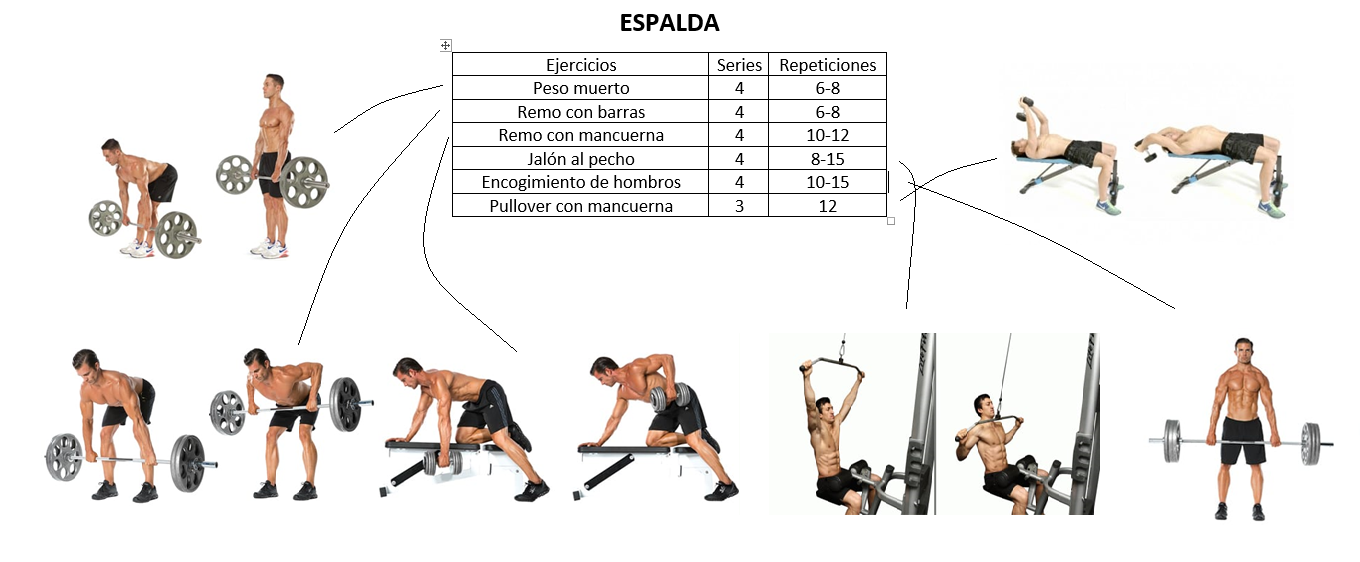 ESPALDA
Ejercicios Series Repeticiones
Peso muerto 4 6-8
Remo con barras 4 6-8
Remo con mancuerna 4 10-12
Jalón al pecho 4 8-15
Encogimiento de hombros 4 10-15
Pullover con mancuerna 3 12